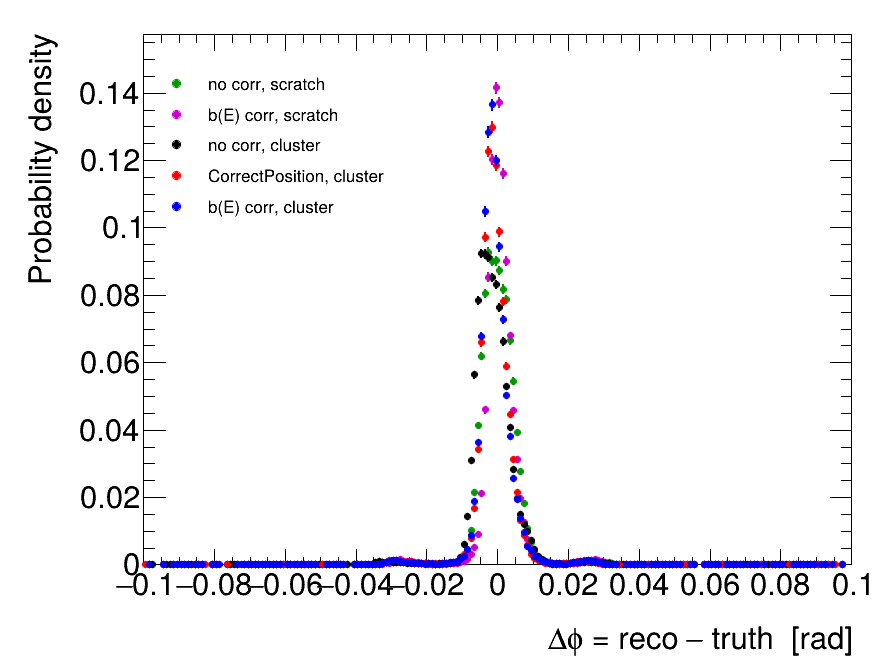 Probability density
0.14
0.12
0.1
0.08
0.06
0.04
0.02
0
no corr, scratch
b(E) corr, scratch
no corr, cluster
CorrectPosition, cluster
b(E) corr, cluster
−0.1 −0.08 −0.06 −0.04 −0.02 0 0.02 0.04 0.06 0.08 0.1
Δϕ = reco − truth [rad]